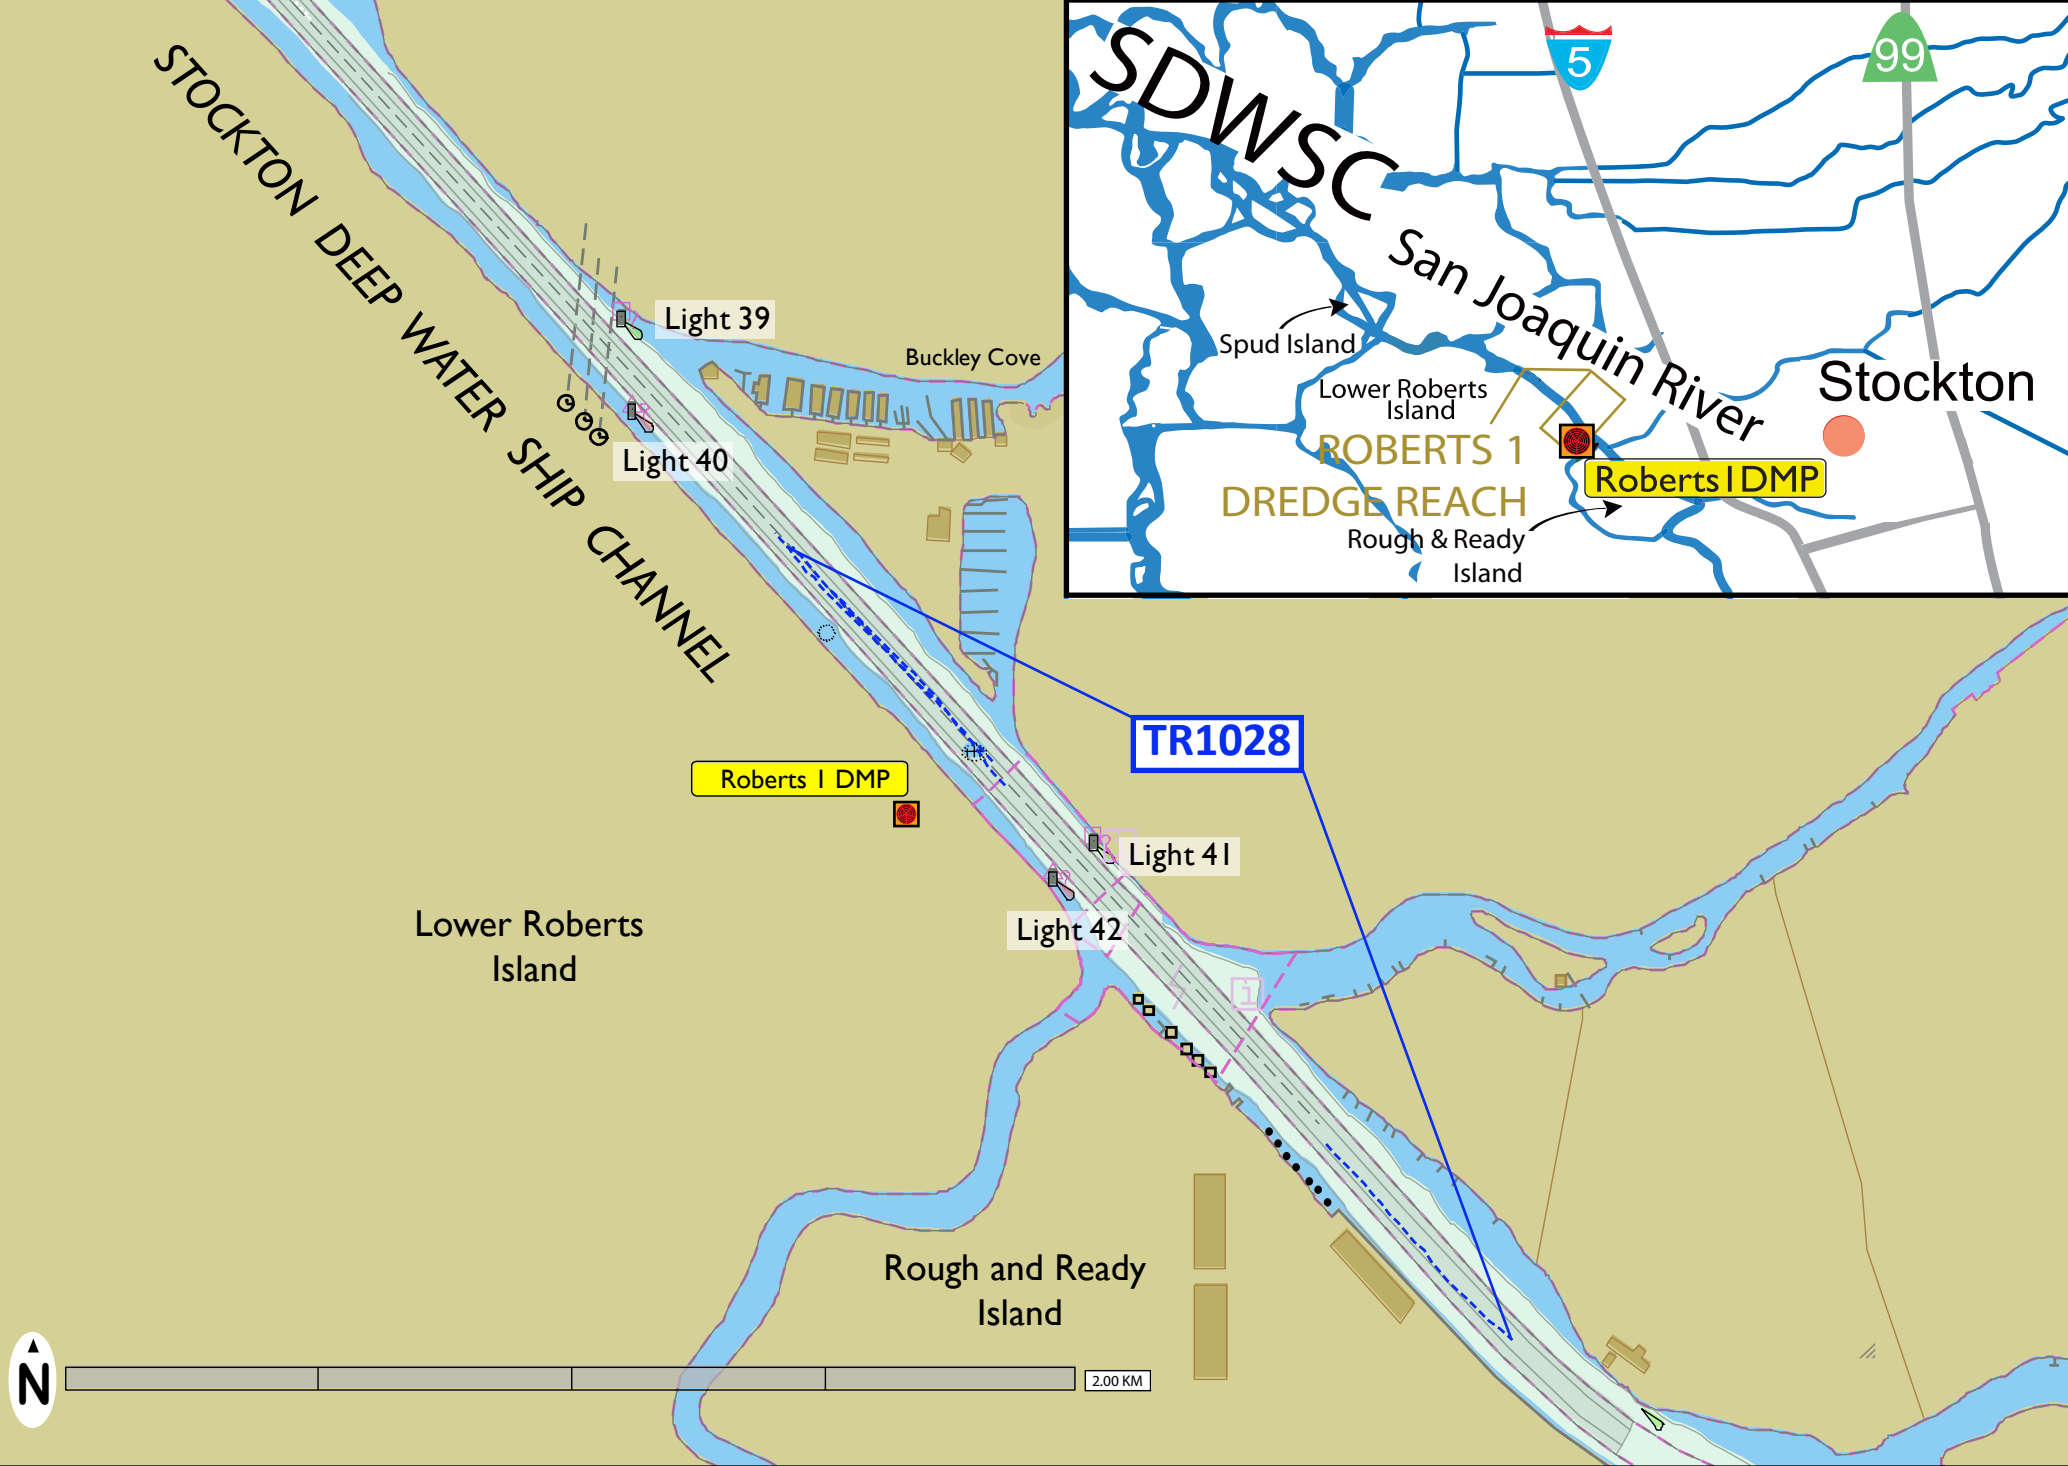 STOCKTON DEEP WATER SHIP CHANNEL
Light 39
Buckley Cove
Light 40
TR1028
Roberts 1 DMP
Light 41
Light 42
Lower Roberts
Island
i
Rough and Ready
Island
N
2.00 KM
SDWSC
5
99
San Joaquin River
Spud Island
Stockton
Lower Roberts
Island
ROBERTS 1
DREDGE REACH
Roberts1DMP
Rough & Ready
Island